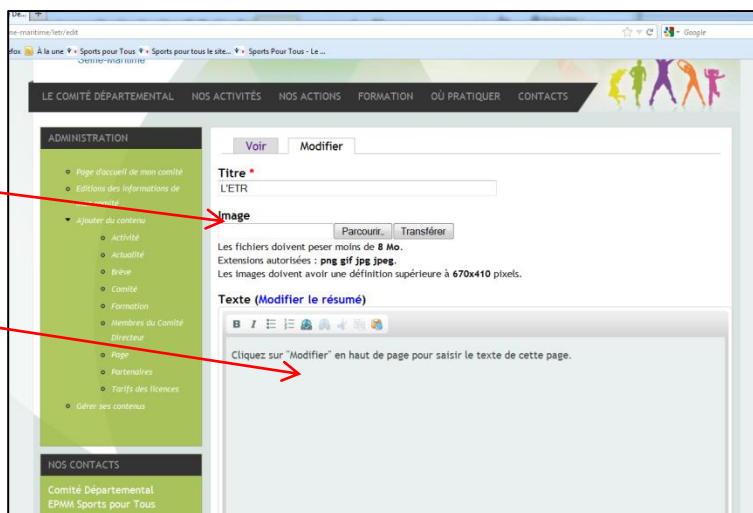 De...
ne-maritime/letr/edit
Google
efox À la une Sports pour Tous Sports pour tous le site... Sports Pour Tous - Le ...
Seine-Maritime
LE COMITÉ DÉPARTEMENTAL NOS ACTIVITÉS NOS ACTIONS FORMATION OÙ PRATIQUER CONTACTS
ADMINISTRATION
Page d'accueil de mon comité
Editions des informations de
comité
Ajouter du contenu
Activité
Actualité
Brève
Comité
Formation
Membres du Comité
Directeur
Page
Partenaires
Tarifs des licences
Gérer ses contenus
NOS CONTACTS
Comité Départemental
EPMM Sports pour Tous
Voir Modifier
Titre *
L'ETR
Image
Parcourir_ Transférer
Les fichiers doivent peser moins de 8 Mo.
Extensions autorisées : png gif jpg jpeg.
Les images doivent avoir une définition supérieure à 670x410 pixels.
Texte (Modifier le résumé)
B I
Cliquez sur "Modifier" en haut de page pour saisir le texte de cette page.